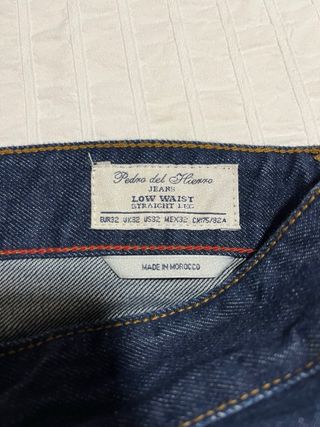 Pedro del Hierro
JEANS
LOW WAIST
STRAIGHT LEG
EUR32 UK32 US32 MEX32 CN175/82A
MADE IN MOROCCO